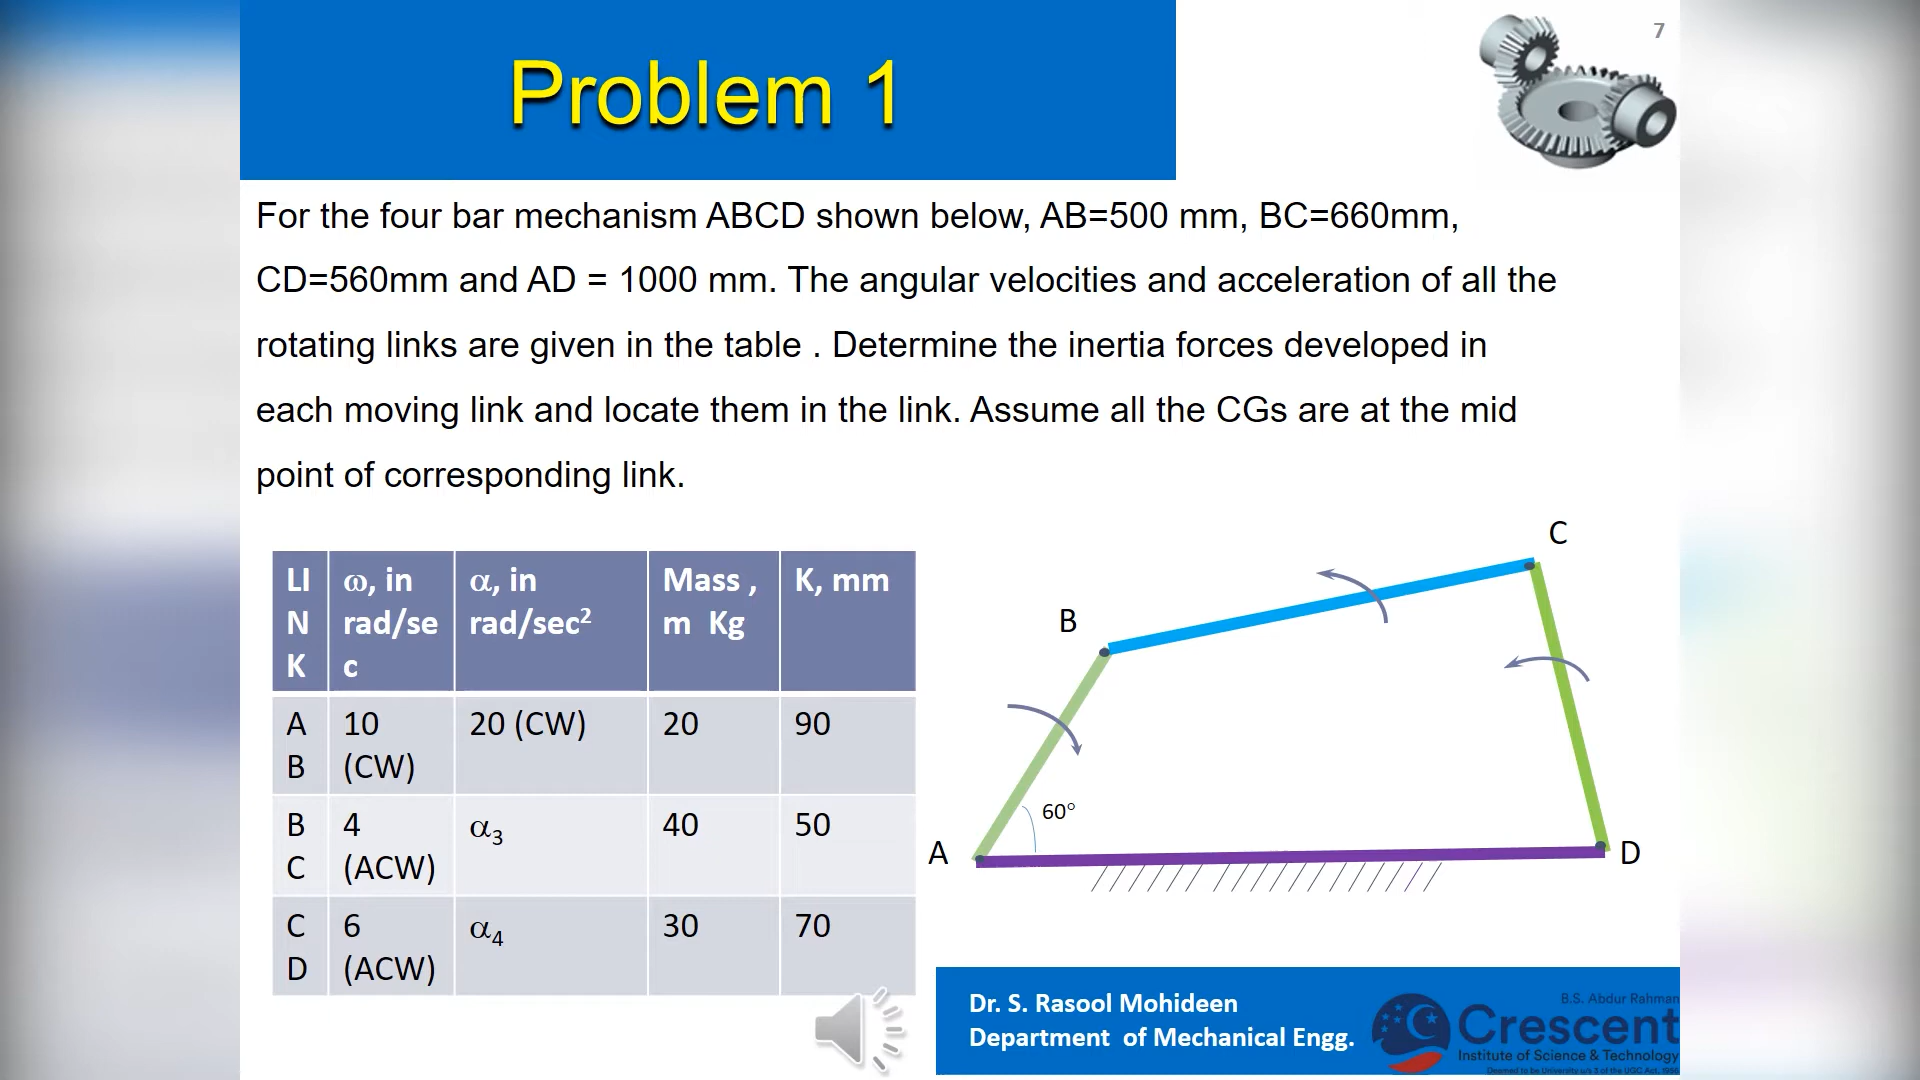 7
Problem 1
For the four bar mechanism ABCD shown below, AB=500 mm, BC=660mm,
CD=560mm and AD = 1000 mm. The angular velocities and acceleration of all the
rotating links are given in the table . Determine the inertia forces developed in
each moving link and locate them in the link. Assume all the CGs are at the mid
point of corresponding link.
LI
N
K
ω, in
rad/se
c
α, in
rad/sec²
Mass ,
m Kg
K, mm
A
B
10
(CW)
20 (CW)
20
90
B
C
4
(ACW)
α₃
40
50
C
D
6
(ACW)
α₄
30
70
C
B
60°
A
D
Dr. S. Rasool Mohideen
Department of Mechanical Engg.
B.S. Abdur Rahman
Crescent
Institute of Science & Technology
Deemed to be University u/s 3 of the UGC Act, 1956